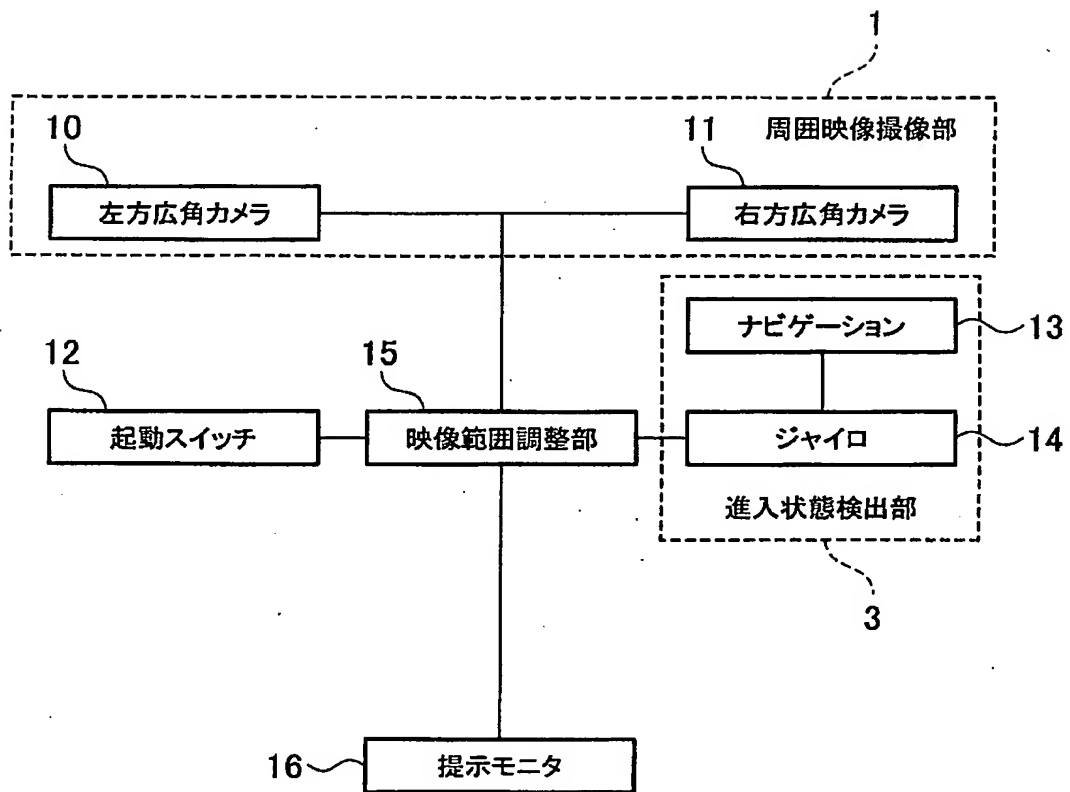 1
周囲映像撮像部
10
11
左方広角カメラ
右方広角カメラ
ナビゲーション
13
12
15
起動スイッチ
映像範囲調整部
ジャイロ
14
進入状態検出部
3
16
提示モニタ